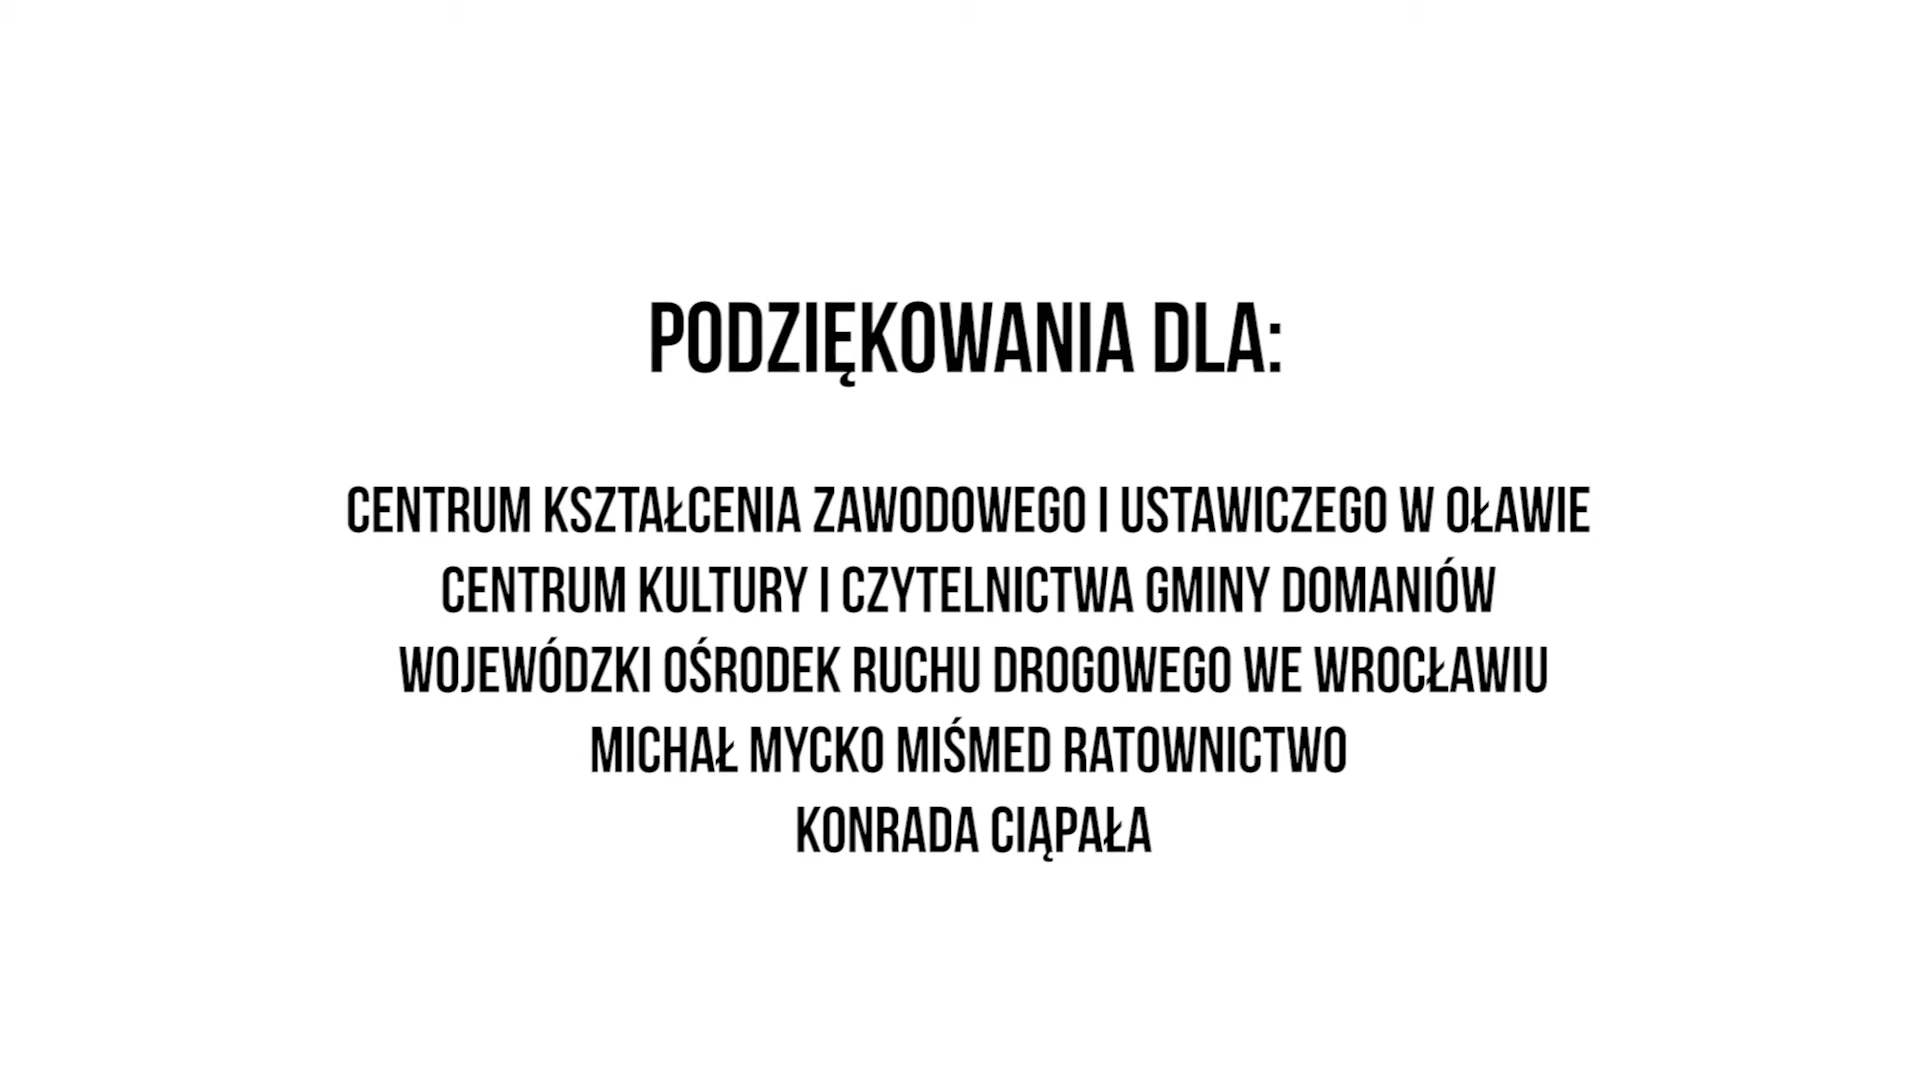 PODZIĘKOWANIA DLA:
CENTRUM KSZTAŁCENIA ZAWODOWEGO I USTAWICZEGO W OŁAWIE
CENTRUM KULTURY I CZYTELNICTWA GMINY DOMANIÓW
WOJEWÓDZKI OŚRODEK RUCHU DROGOWEGO WE WROCŁAWIU
MICHAŁ MYCKO MIŚMED RATOWNICTWO
KONRADA CIĄPAŁA